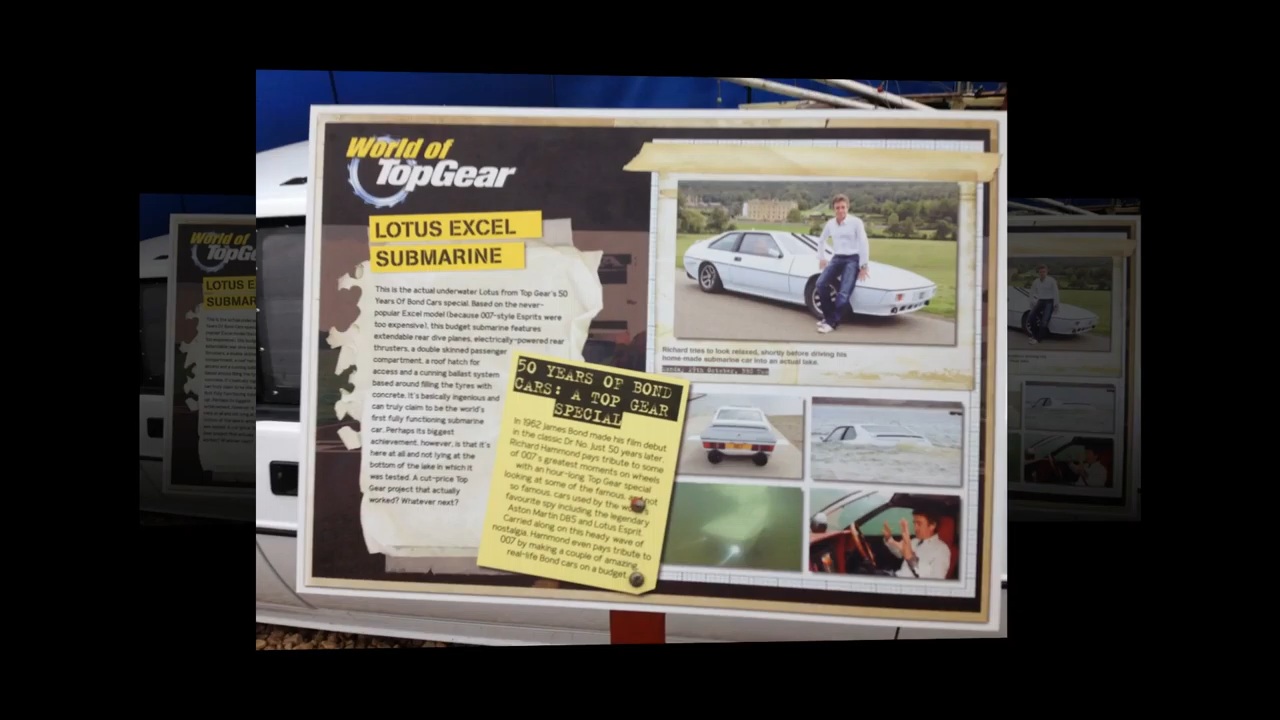 World of
TopGear
LOTUS EXCEL
SUBMARINE
This is the actual underwater Lotus from Top Gear's 50
Years Of Bond Cars special. Based on the never-
popular Excel model (because 007-style Esprits were
too expensive), this budget submarine features
extendable rear dive planes, electrically-powered rear
thrusters, a double skinned passenger
compartment, a roof hatch for
access and a cunning ballast system
based around filling the tyres with
concrete. It's basically ingenious and
can truly claim to be the world's
first fully functioning submarine
car. Perhaps its biggest
achievement, however, is that it's
here at all and not lying at the
bottom of the lake in which it
was tested. A cut-price Top
Gear project that actually
worked? Whatever next?
50 YEARS OF BOND
CARS: A TOP GEAR
SPECIAL
In 1962 James Bond made his film debut
in the classic Dr No. Just 50 years later,
Richard Hammond pays tribute to some
of 007's greatest moments on wheels
with an hour-long Top Gear special
looking at some of the famous, and not
so famous, cars used by the world's
favourite spy including the legendary
Aston Martin DB5 and Lotus Esprit.
Carried along on this heady wave of
nostalgia, Hammond even pays tribute to
007 by making a couple of amazing,
real-life Bond cars on a budget.
Richard tries to look relaxed, shortly before driving his
home-made submarine car into an actual lake.
World of
TopG
LOTUS E
SUBMAR